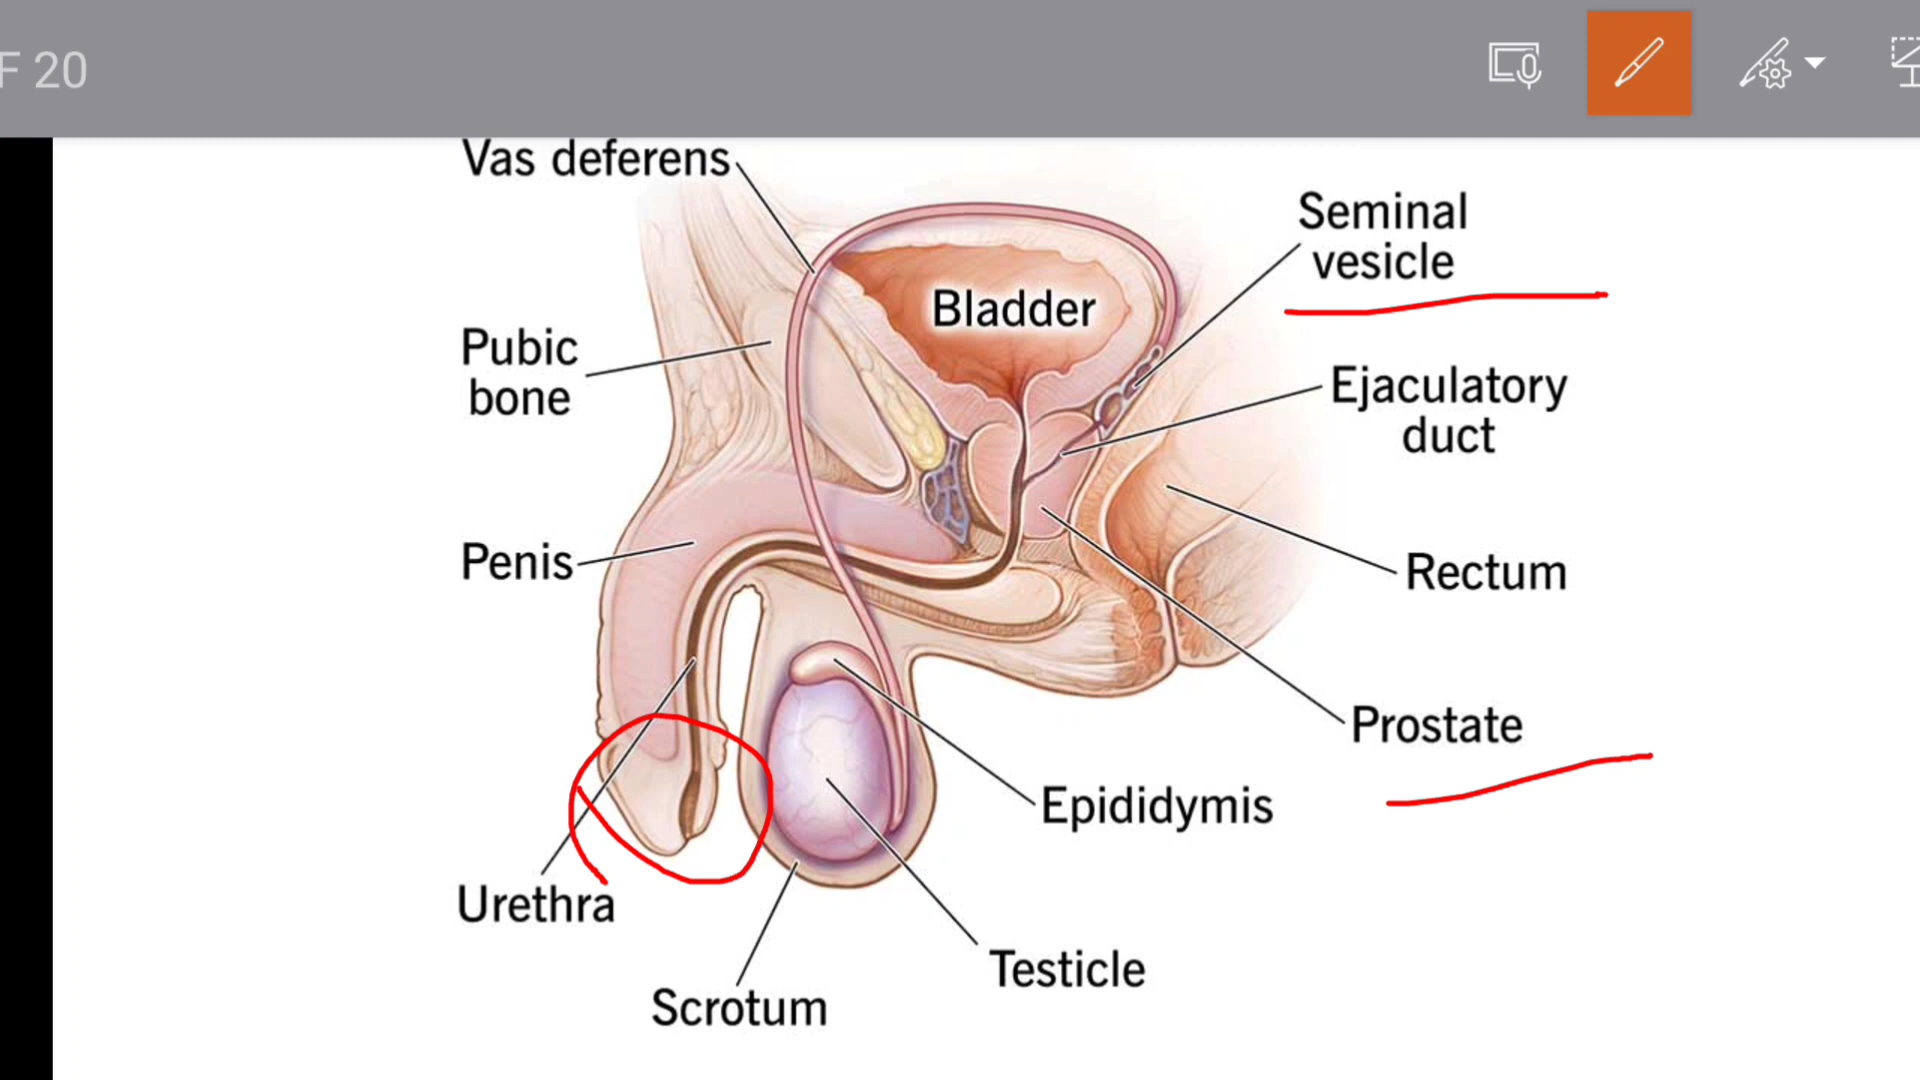 F 20
Vas deferens
Seminal
vesicle
Bladder
Pubic
bone
Ejaculatory
duct
Penis
Rectum
Prostate
Epididymis
Urethra
Testicle
Scrotum